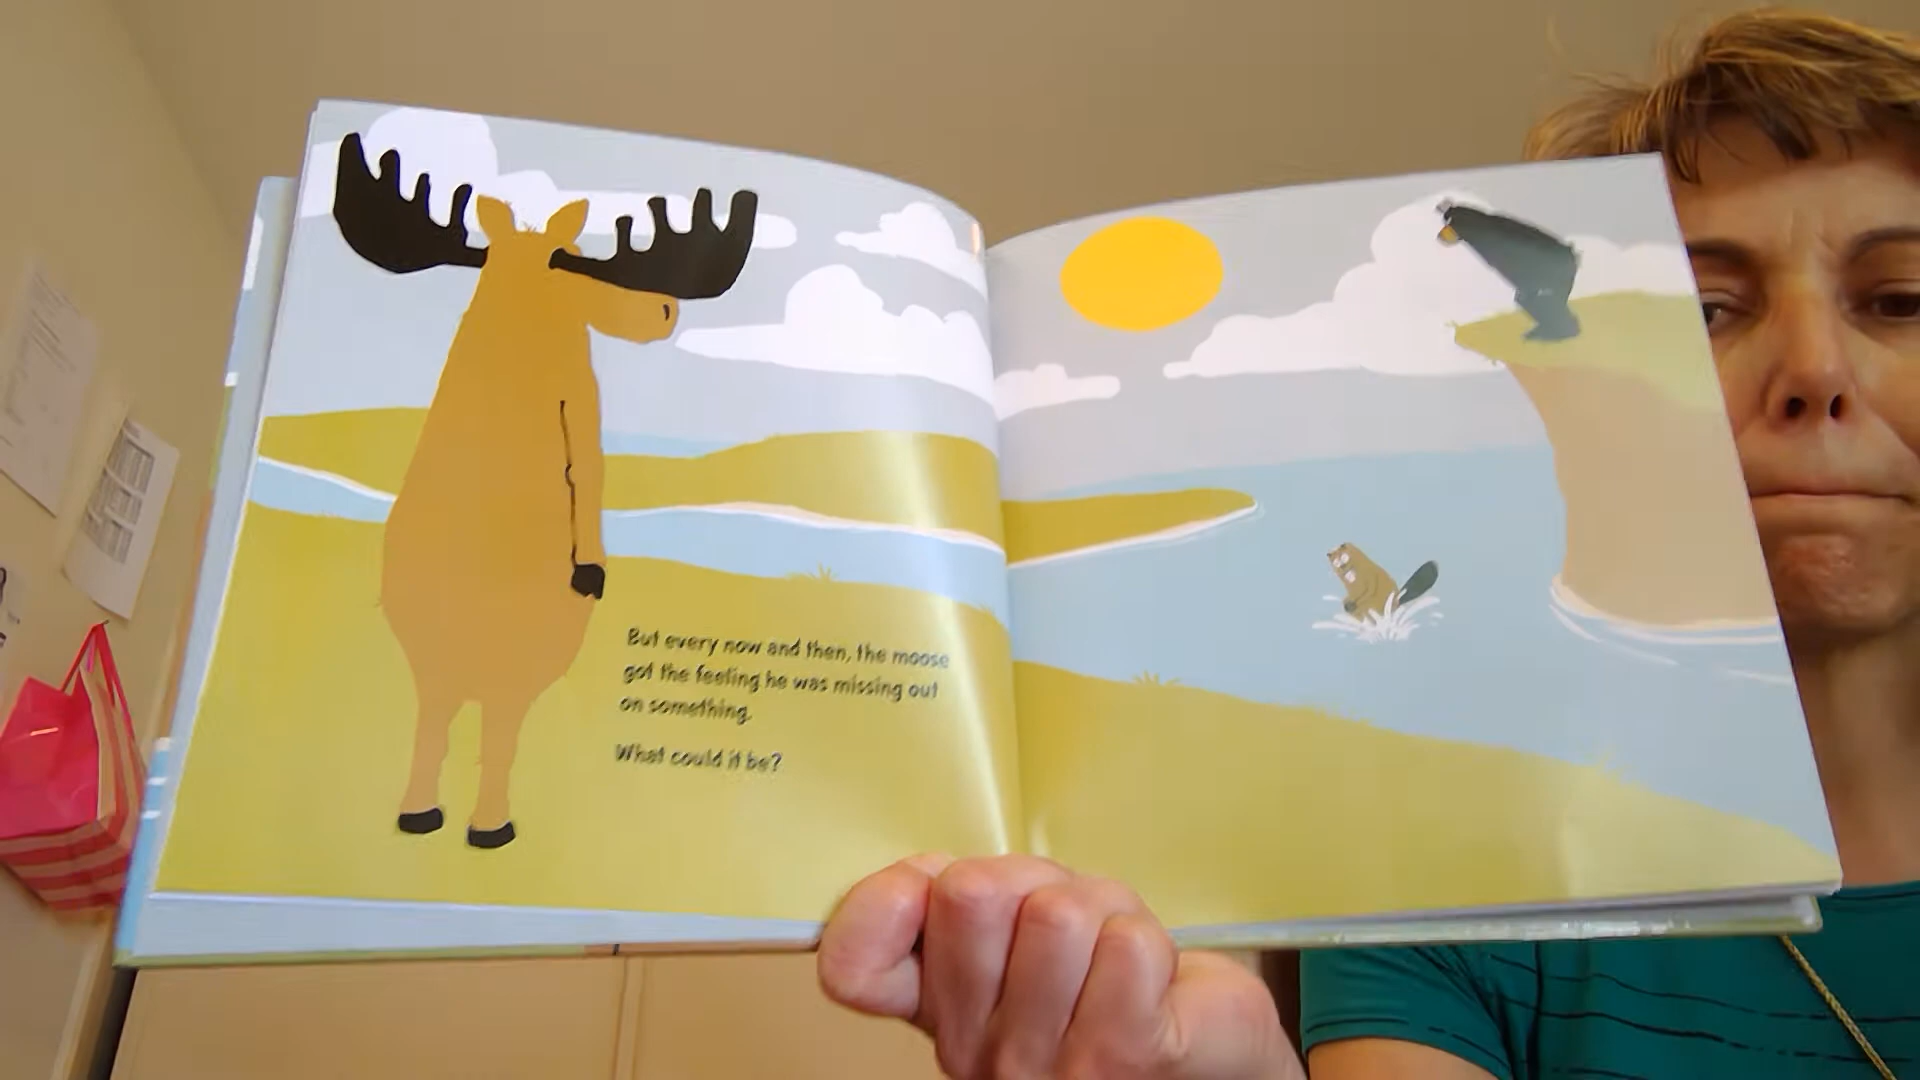 But every now and then, the moose
got the feeling he was missing out
on something.
What could it be?